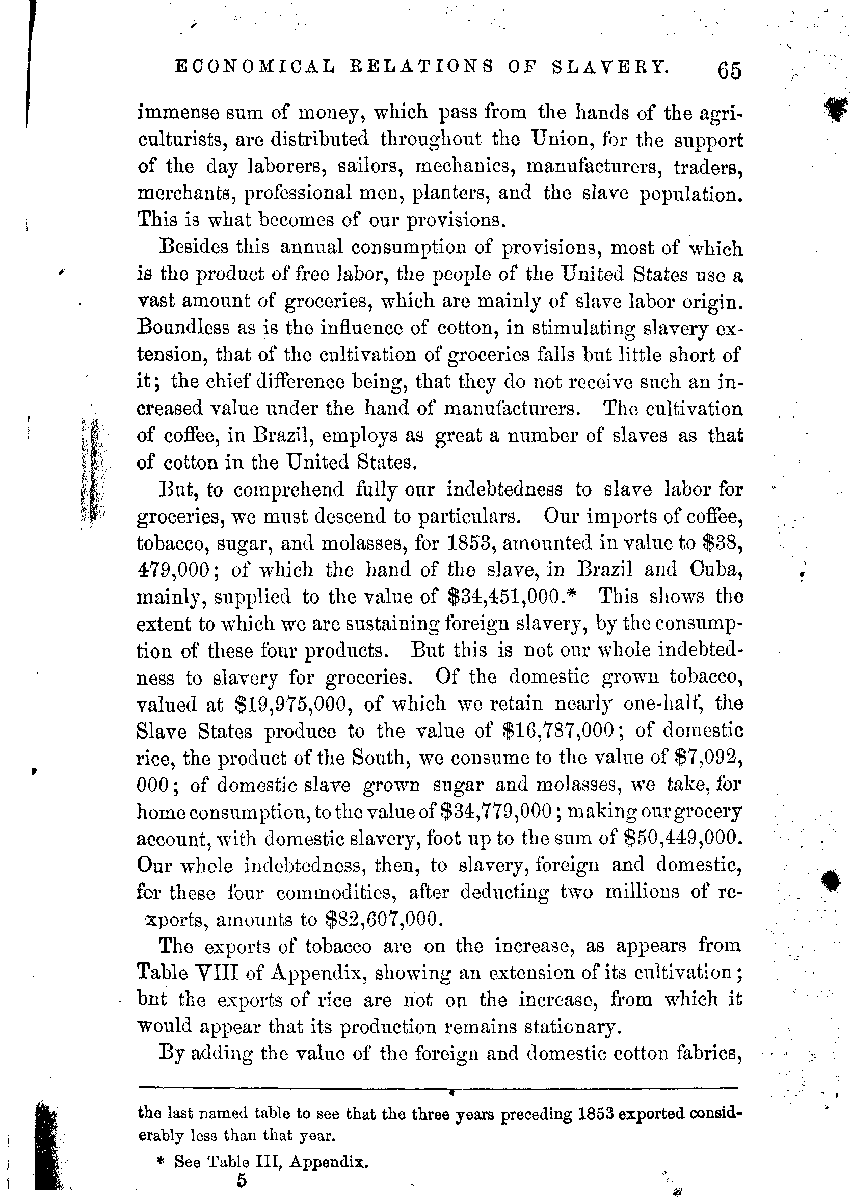 ECONOMICAL RELATIONS OF SLAVERY. 65
immense sum of money, which pass from the hands of the agri-
culturists, are distributed throughout the Union, for the support
of the day laborers, sailors, mechanics, manufacturers, traders,
merchants, professional men, planters, and the slave population.
This is what becomes of our provisions.
Besides this annual consumption of provisions, most of which
is the product of free labor, the people of the United States use a
vast amount of groceries, which are mainly of slave labor origin.
Boundless as is the influence of cotton, in stimulating slavery ex-
tension, that of the cultivation of groceries falls but little short of
it; the chief difference being, that they do not receive such an in-
creased value under the hand of manufacturers. The cultivation
of coffee, in Brazil, employs as great a number of slaves as that
of cotton in the United States.
But, to comprehend fully our indebtedness to slave labor for
groceries, we must descend to particulars. Our imports of coffee,
tobacco, sugar, and molasses, for 1853, amounted in value to $38,
479,000; of which the hand of the slave, in Brazil and Cuba,
mainly, supplied to the value of $34,451,000.* This shows the
extent to which we are sustaining foreign slavery, by the consump-
tion of these four products. But this is not our whole indebted-
ness to slavery for groceries. Of the domestic grown tobacco,
valued at $19,975,000, of which we retain nearly one-half, the
Slave States produce to the value of $16,787,000; of domestic
rice, the product of the South, we consume to the value of $7,092,
000; of domestic slave grown sugar and molasses, we take, for
home consumption, to the value of $34,779,000; making our grocery
account, with domestic slavery, foot up to the sum of $50,449,000.
Our whole indebtedness, then, to slavery, foreign and domestic,
for these four commodities, after deducting two millions of re-
xports, amounts to $82,607,000.
The exports of tobacco are on the increase, as appears from
Table VIII of Appendix, showing an extension of its cultivation;
but the exports of rice are not on the increase, from which it
would appear that its production remains stationary.
By adding the value of the foreign and domestic cotton fabrics,
the last named table to see that the three years preceding 1853 exported consid-
erably less than that year.
* See Table III, Appendix.
5